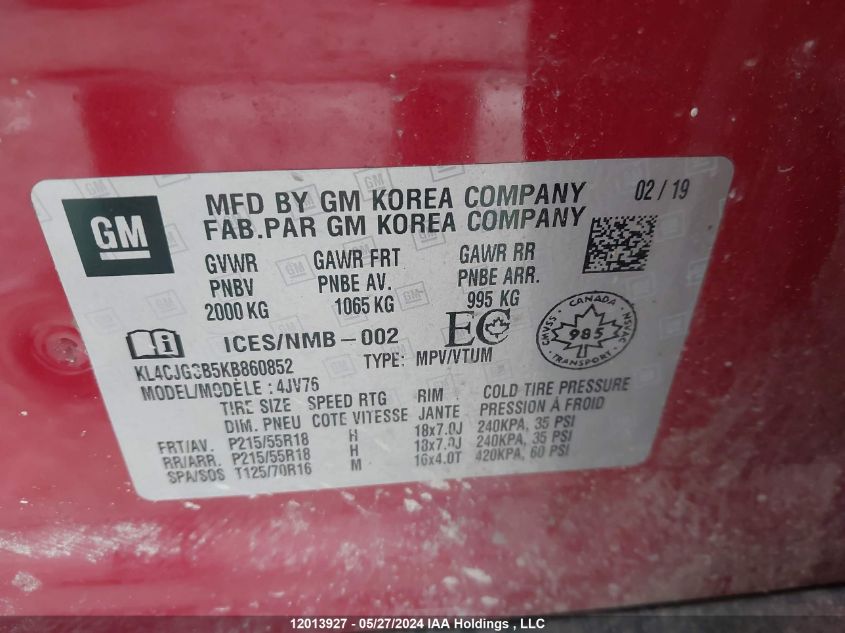 GM
MFD BY GM KOREA COMPANY 02 / 19
FAB.PAR GM KOREA COMPANY
GVWR GAWR FRT GAWR RR
PNBV PNBE AV. PNBE ARR.
2000 KG 1065 KG 995 KG
ICES/NMB-002 EC
CANADA
CMVSS 985 NSVAC
TRANSPORT
KL4CJG3B5KB860852 TYPE: MPV/VTUM
MODEL/MODÈLE : 4JV76
TIRE SIZE SPEED RTG RIM COLD TIRE PRESSURE
DIM. PNEU COTE VITESSE JANTE PRESSION À FROID
FRT/AV. P215/55R18 H 18x7.0J 240KPA, 35 PSI
RR/ARR. P215/55R18 H 18x7.0J 240KPA, 35 PSI
SPA/SOS T125/70R16 M 16x4.0T 420KPA, 60 PSI
12013927 - 05/27/2024 IAA Holdings , LLC